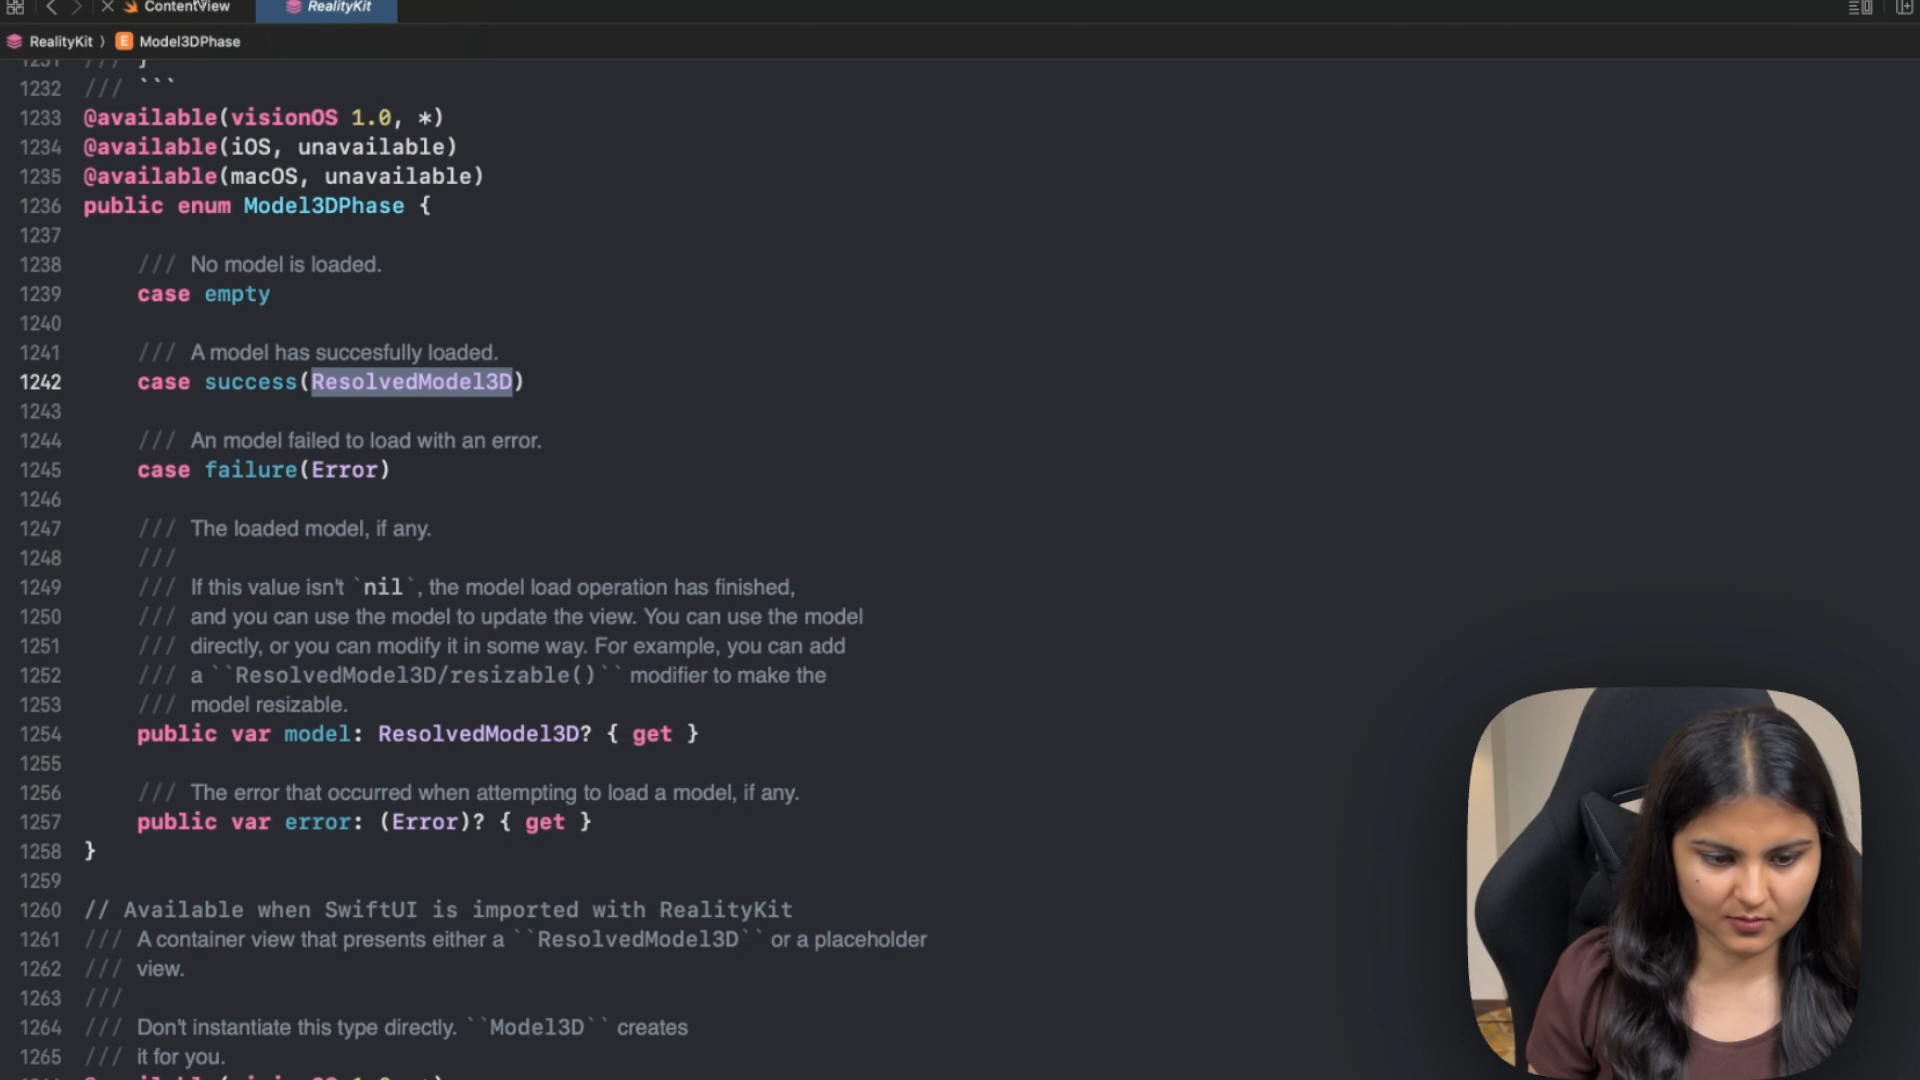 ContentView
RealityKit
RealityKit 〉 E Model3DPhase
1231 /// }
1232 /// ```
1233 @available(visionOS 1.0, *)
1234 @available(iOS, unavailable)
1235 @available(macOS, unavailable)
1236 public enum Model3DPhase {
1237
1238 /// No model is loaded.
1239 case empty
1240
1241 /// A model has succesfully loaded.
1242 case success(ResolvedModel3D)
1243
1244 /// An model failed to load with an error.
1245 case failure(Error)
1246
1247 /// The loaded model, if any.
1248 ///
1249 /// If this value isn't `nil`, the model load operation has finished,
1250 /// and you can use the model to update the view. You can use the model
1251 /// directly, or you can modify it in some way. For example, you can add
1252 /// a ``ResolvedModel3D/resizable()`` modifier to make the
1253 /// model resizable.
1254 public var model: ResolvedModel3D? { get }
1255
1256 /// The error that occurred when attempting to load a model, if any.
1257 public var error: (Error)? { get }
1258 }
1259
1260 // Available when SwiftUI is imported with RealityKit
1261 /// A container view that presents either a ``ResolvedModel3D`` or a placeholder
1262 /// view.
1263 ///
1264 /// Don't instantiate this type directly. ``Model3D`` creates
1265 /// it for you.